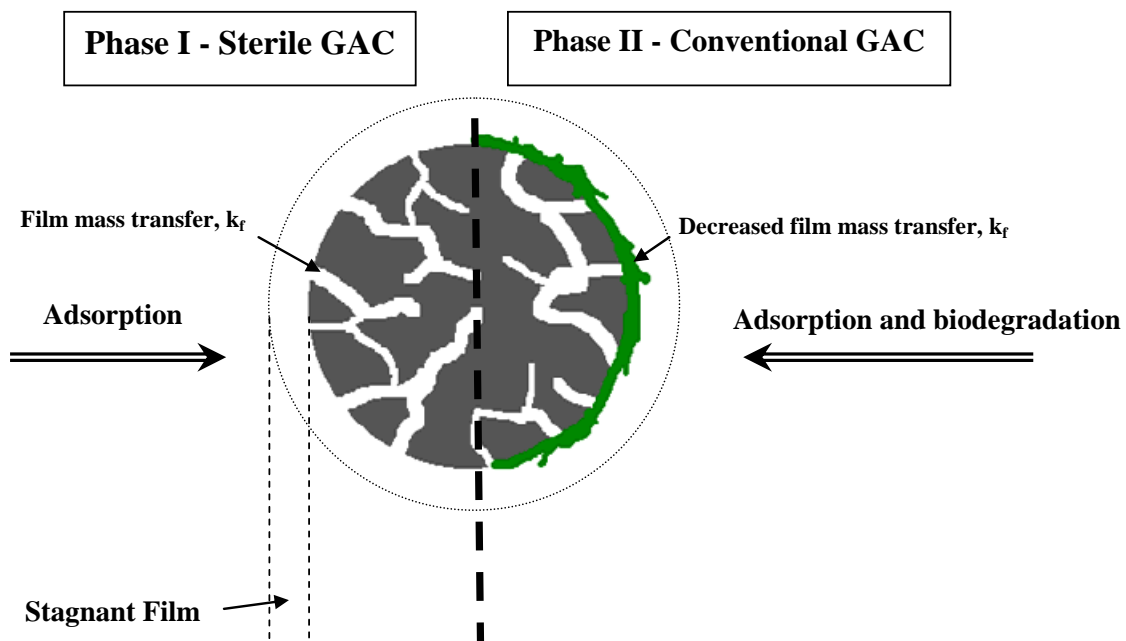 Phase I - Sterile GAC
Phase II - Conventional GAC
Film mass transfer, kf
Decreased film mass transfer, kf
Adsorption
Adsorption and biodegradation
Stagnant Film